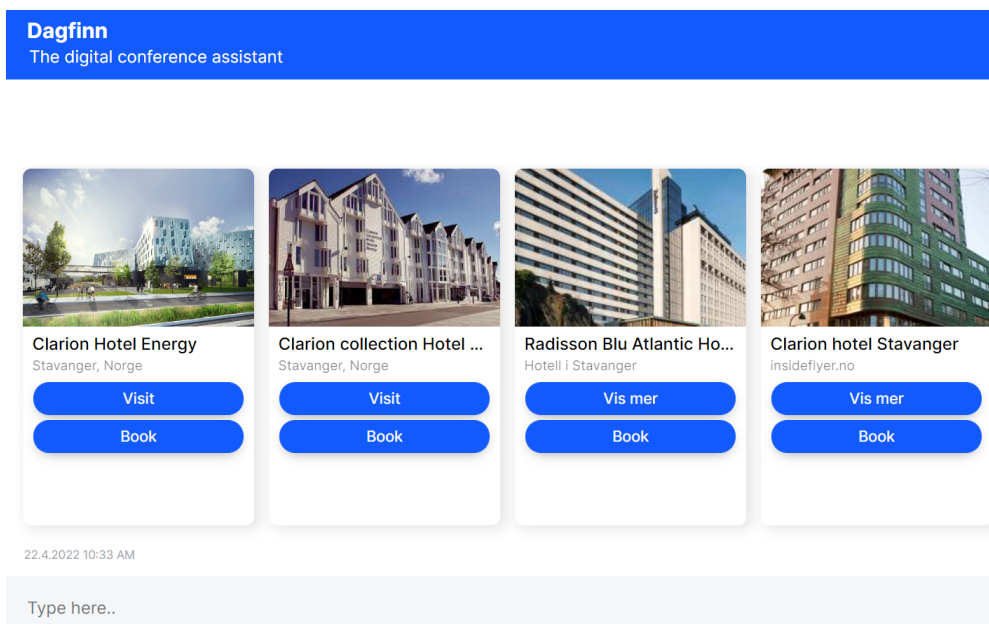 Dagfinn
The digital conference assistant
Clarion Hotel Energy
Stavanger, Norge
Visit
Book
Clarion collection Hotel ...
Stavanger, Norge
Visit
Book
Radisson Blu Atlantic Ho...
Hotell i Stavanger
Vis mer
Book
Clarion hotel Stavanger
insideflyer.no
Vis mer
Book
22.4.2022 10:33 AM
Type here..